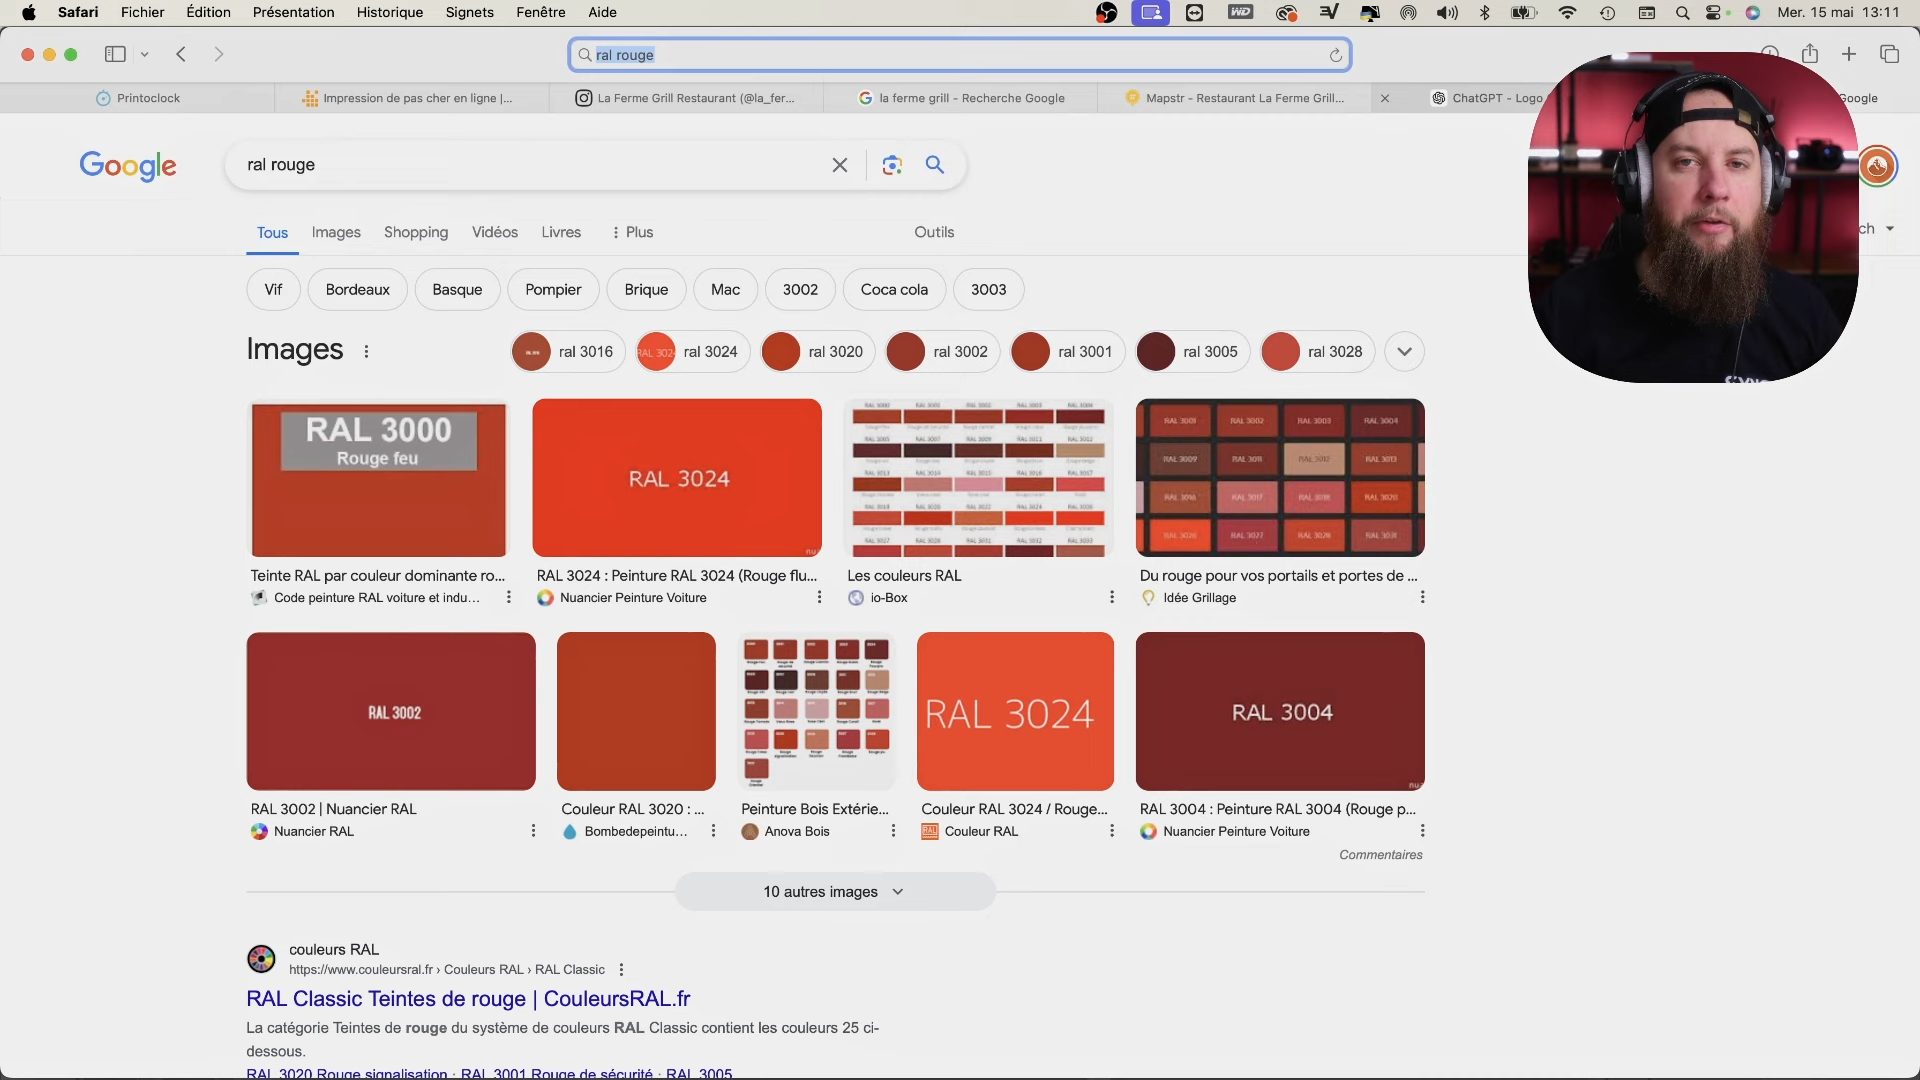 Safari Fichier Édition Présentation Historique Signets Fenêtre Aide
Mer. 15 mai 13:11
ral rouge
Printoclock
Impression de pas cher en ligne |...
La Ferme Grill Restaurant (@la_fer...
la ferme grill - Recherche Google
Mapstr - Restaurant La Ferme Grill...
ChatGPT - Logo
Google
Google
ral rouge
Tous Images Shopping Vidéos Livres Plus Outils
ch
Vif Bordeaux Basque Pompier Brique Mac 3002 Coca cola 3003
Images
ral 3016 ral 3024 ral 3020 ral 3002 ral 3001 ral 3005 ral 3028
RAL 3000
Rouge feu
RAL 3024
Teinte RAL par couleur dominante ro...
Code peinture RAL voiture et indu...
RAL 3024 : Peinture RAL 3024 (Rouge flu...
Nuancier Peinture Voiture
Les couleurs RAL
io-Box
Du rouge pour vos portails et portes de ...
Idée Grillage
RAL 3002
RAL 3024
RAL 3004
RAL 3002 | Nuancier RAL
Nuancier RAL
Couleur RAL 3020 : ...
Bombedepeintu...
Peinture Bois Extérie...
Anova Bois
Couleur RAL 3024 / Rouge...
Couleur RAL
RAL 3004 : Peinture RAL 3004 (Rouge p...
Nuancier Peinture Voiture
Commentaires
10 autres images
couleurs RAL
https://www.couleursral.fr › Couleurs RAL › RAL Classic
RAL Classic Teintes de rouge | CouleursRAL.fr
La catégorie Teintes de rouge du système de couleurs RAL Classic contient les couleurs 25 ci-
dessous.
RAL 3020 Rouge signalisation · RAL 3001 Rouge de sécurité · RAL 3005